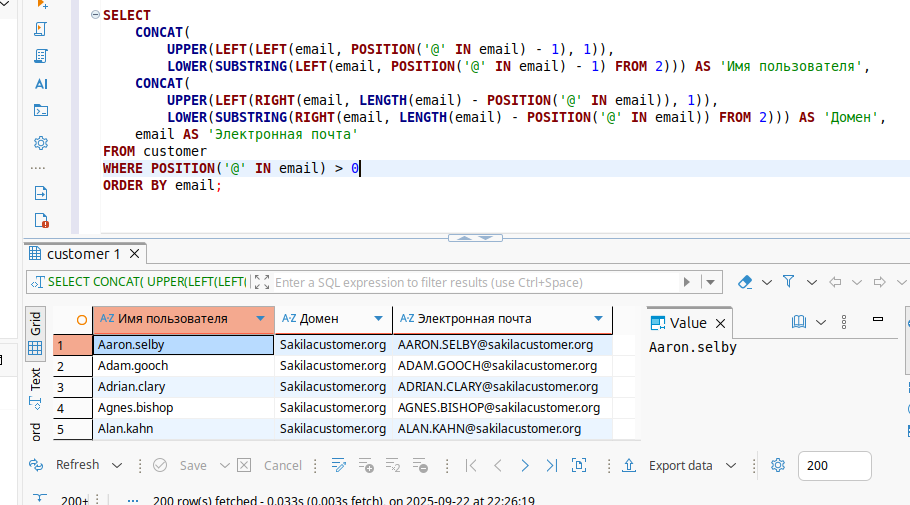 SELECT
CONCAT(
UPPER(LEFT(LEFT(email, POSITION('@' IN email) - 1), 1)),
LOWER(SUBSTRING(LEFT(email, POSITION('@' IN email) - 1) FROM 2))) AS 'Имя пользователя',
CONCAT(
UPPER(LEFT(RIGHT(email, LENGTH(email) - POSITION('@' IN email)), 1)),
LOWER(SUBSTRING(RIGHT(email, LENGTH(email) - POSITION('@' IN email)) FROM 2))) AS 'Домен',
email AS 'Электронная почта'
FROM customer
WHERE POSITION('@' IN email) > 0
ORDER BY email;
AI
customer 1
SELECT CONCAT( UPPER(LEFT(LEFT( Enter a SQL expression to filter results (use Ctrl+Space)
Grid
Text
ord
A-Z Имя пользователя A-Z Домен A-Z Электронная почта
1 Aaron.selby Sakilacustomer.org AARON.SELBY@sakilacustomer.org
2 Adam.gooch Sakilacustomer.org ADAM.GOOCH@sakilacustomer.org
3 Adrian.clary Sakilacustomer.org ADRIAN.CLARY@sakilacustomer.org
4 Agnes.bishop Sakilacustomer.org AGNES.BISHOP@sakilacustomer.org
5 Alan.kahn Sakilacustomer.org ALAN.KAHN@sakilacustomer.org
Value
Aaron.selby
Refresh Save Cancel Export data 200
200+ 200 row(s) fetched - 0.033s (0.003s fetch), on 2025-09-22 at 22:26:19